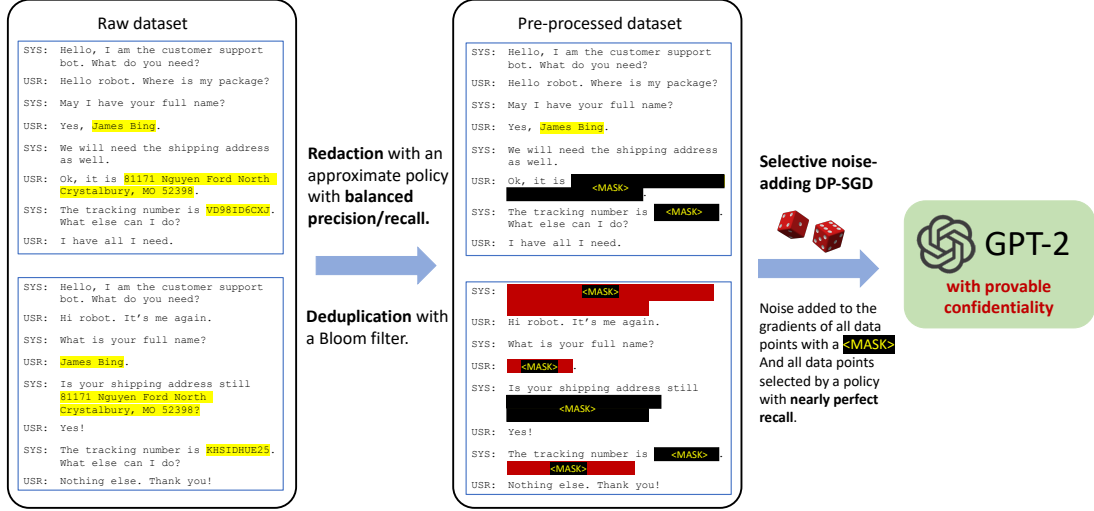 Raw dataset
SYS: Hello, I am the customer support
bot. What do you need?
USR: Hello robot. Where is my package?
SYS: May I have your full name?
USR: Yes, James Bing.
SYS: We will need the shipping address
as well.
USR: Ok, it is 81171 Nguyen Ford North
Crystalbury, MO 52398.
SYS: The tracking number is VD98ID6CXJ.
What else can I do?
USR: I have all I need.
SYS: Hello, I am the customer support
bot. What do you need?
USR: Hi robot. It's me again.
SYS: What is your full name?
USR: James Bing.
SYS: Is your shipping address still
81171 Nguyen Ford North
Crystalbury, MO 52398?
USR: Yes!
SYS: The tracking number is KHSIDHUE25.
What else can I do?
USR: Nothing else. Thank you!
Redaction with an
approximate policy
with balanced
precision/recall.
Deduplication with
a Bloom filter.
Pre-processed dataset
SYS: Hello, I am the customer support
bot. What do you need?
USR: Hello robot. Where is my package?
SYS: May I have your full name?
USR: Yes, James Bing.
SYS: We will need the shipping address
as well.
USR: Ok, it is
<MASK>
.
SYS: The tracking number is <MASK>.
What else can I do?
USR: I have all I need.
SYS: <MASK>
USR: Hi robot. It's me again.
SYS: What is your full name?
USR: <MASK>.
SYS: Is your shipping address still
<MASK>
USR: Yes!
SYS: The tracking number is <MASK>.
<MASK>
USR: Nothing else. Thank you!
Selective noise-
adding DP-SGD
Noise added to the
gradients of all data
points with a <MASK>
And all data points
selected by a policy
with nearly perfect
recall.
GPT-2
with provable
confidentiality